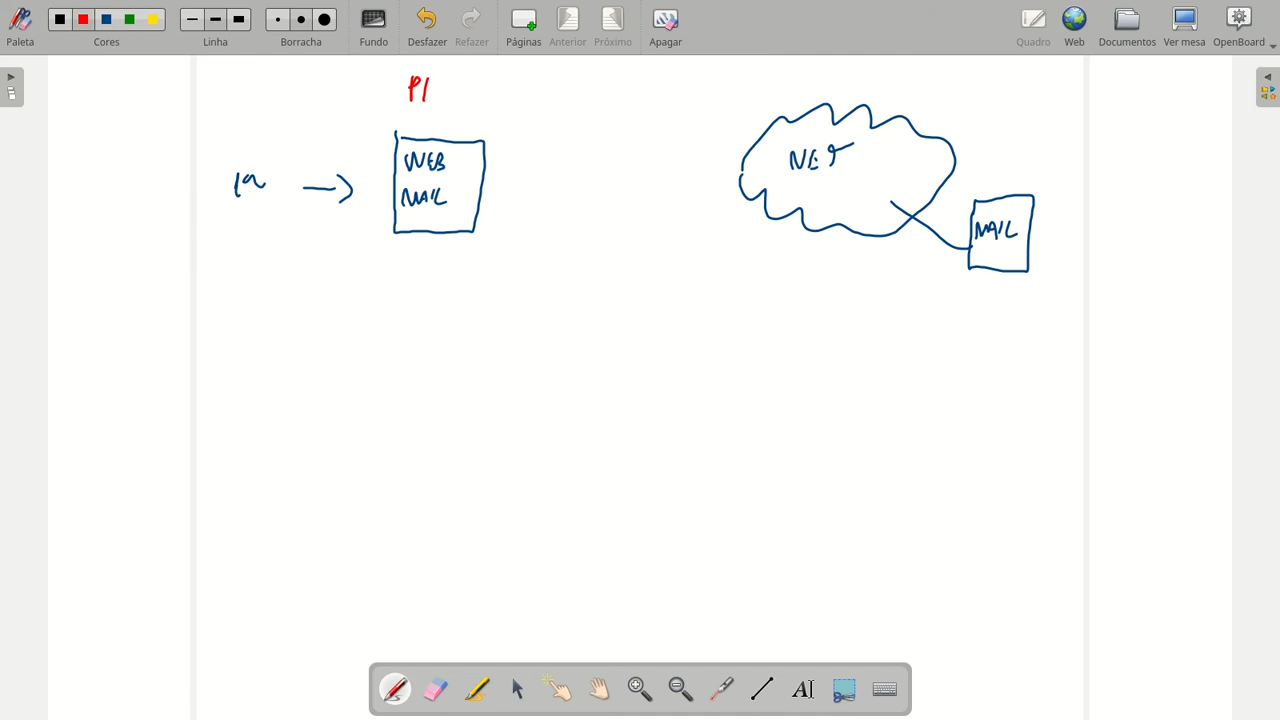 Paleta Cores Linha Borracha Fundo Desfazer Refazer Páginas Anterior Próximo Apagar Quadro Web Documentos Ver mesa OpenBoard
WEB
MAIL
NET
MAIL
AI